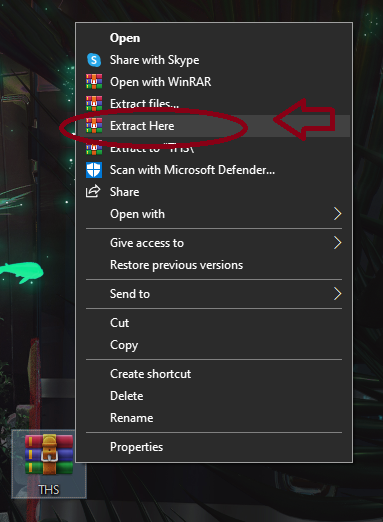 Open
Share with Skype
Open with WinRAR
Extract files...
Extract Here
Extract to "THS\"
Scan with Microsoft Defender...
Share
Open with
Give access to
Restore previous versions
Send to
Cut
Copy
Create shortcut
Delete
Rename
Properties
THS